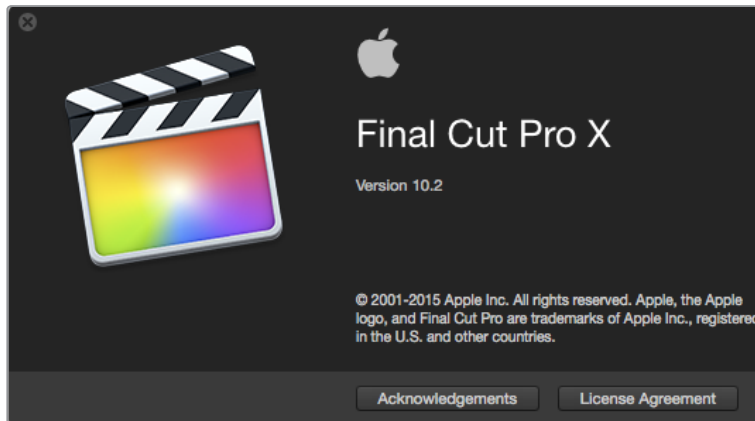 Final Cut Pro X
Version 10.2
© 2001-2015 Apple Inc. All rights reserved. Apple, the Apple
logo, and Final Cut Pro are trademarks of Apple Inc., registered
in the U.S. and other countries.
Acknowledgements
License Agreement